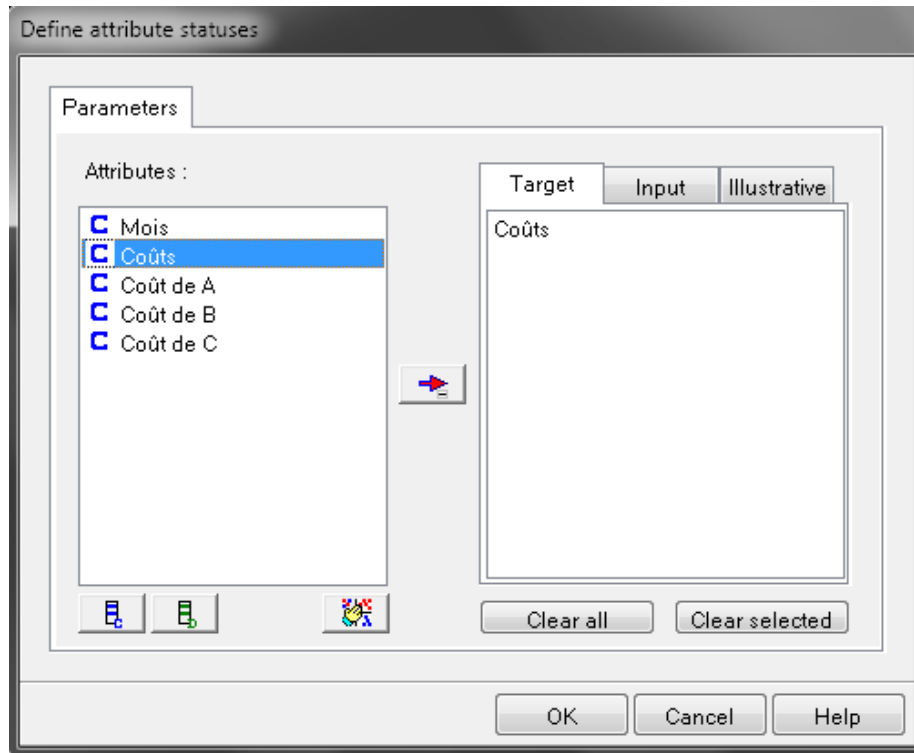 Define attribute statuses
Parameters
Attributes :
C Mois
C Coûts
C Coût de A
C Coût de B
C Coût de C
Target Input Illustrative
Coûts
Clear all Clear selected
OK Cancel Help